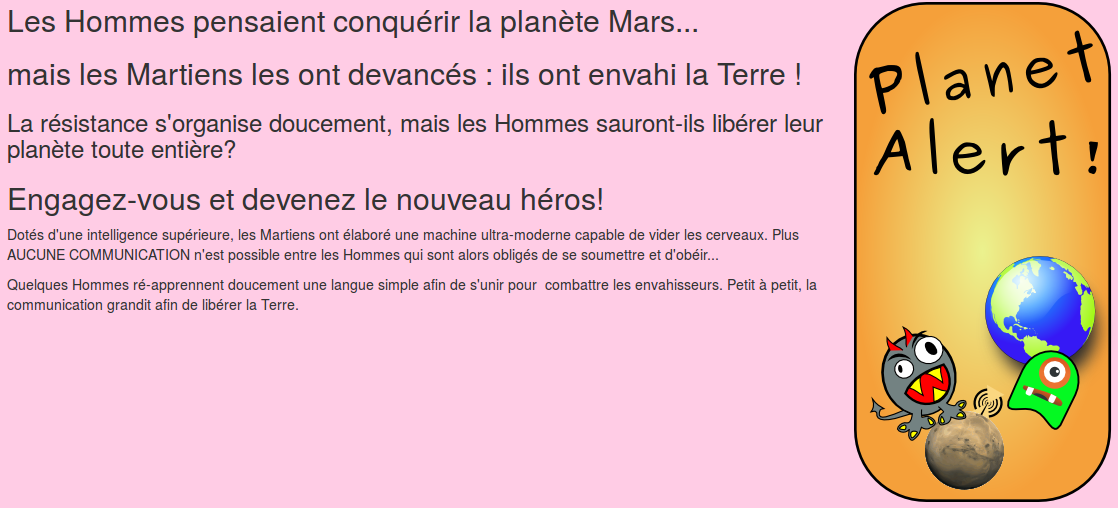 Les Hommes pensaient conquérir la planète Mars...
mais les Martiens les ont devancés : ils ont envahi la Terre !
La résistance s'organise doucement, mais les Hommes sauront-ils libérer leur
planète toute entière?
Engagez-vous et devenez le nouveau héros!
Dotés d'une intelligence supérieure, les Martiens ont élaboré une machine ultra-moderne capable de vider les cerveaux. Plus
AUCUNE COMMUNICATION n'est possible entre les Hommes qui sont alors obligés de se soumettre et d'obéir...
Quelques Hommes ré-apprennent doucement une langue simple afin de s'unir pour  combattre les envahisseurs. Petit à petit, la
communication grandit afin de libérer la Terre.
Planet
Alert!